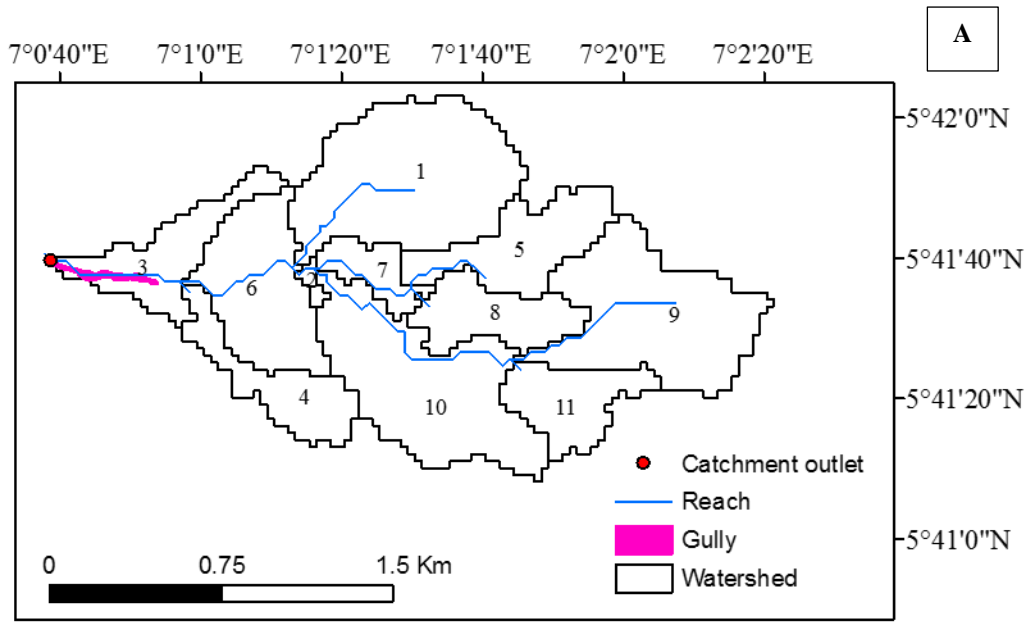 A
7°0'40"E 7°1'0"E 7°1'20"E 7°1'40"E 7°2'0"E 7°2'20"E
5°42'0"N
1
5
5°41'40"N
3
7
2
6
8
9
4
10
11
5°41'20"N
Catchment outlet
Reach
Gully
5°41'0"N
Watershed
0 0.75 1.5 Km